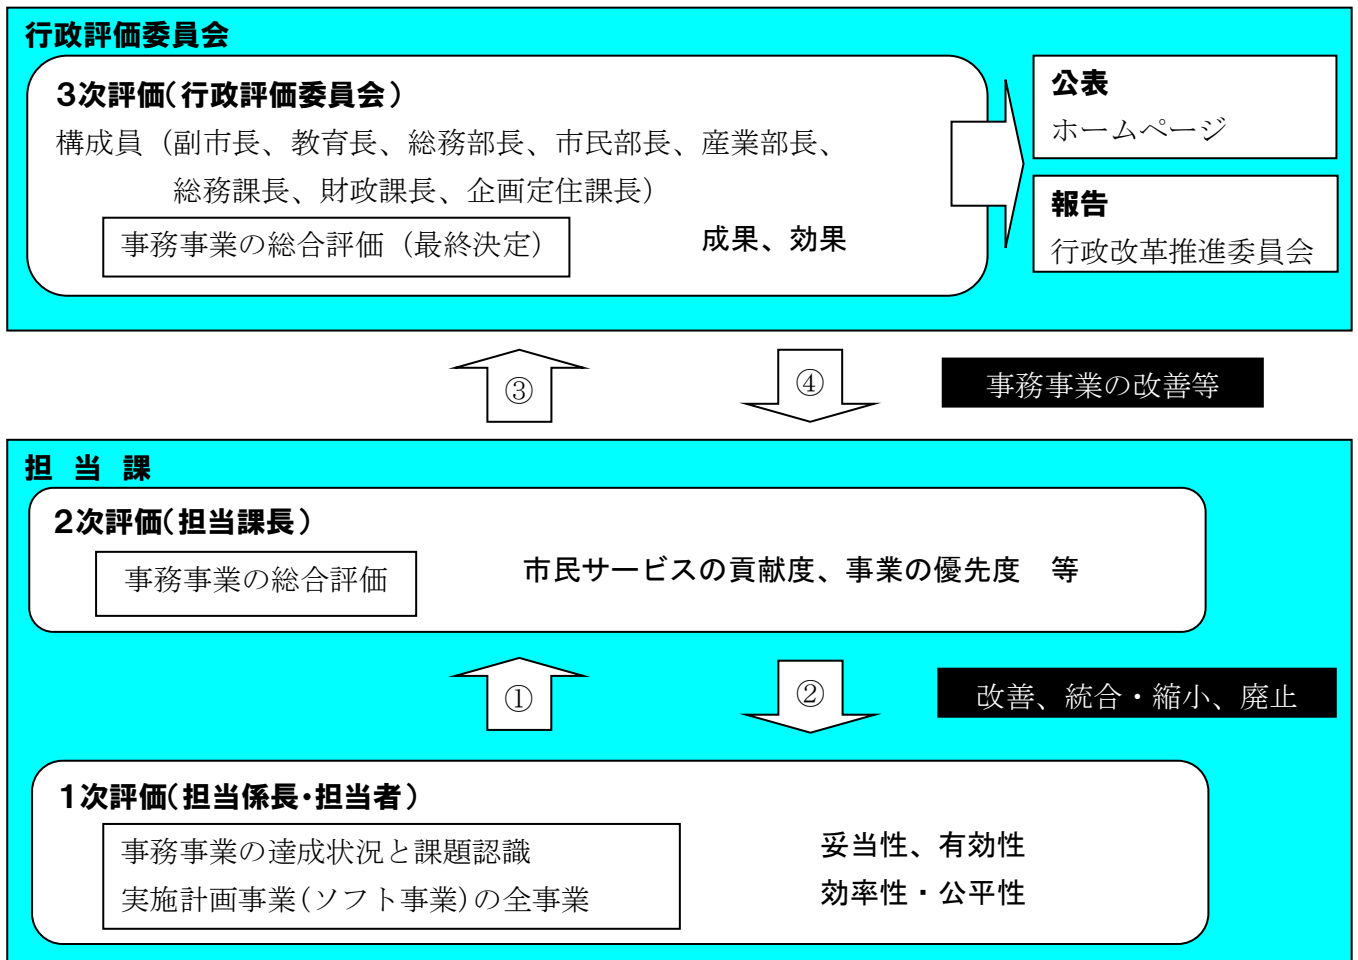 行政評価委員会
3次評価(行政評価委員会)
構成員（副市長、教育長、総務部長、市民部長、産業部長、
総務課長、財政課長、企画定住課長）
事務事業の総合評価（最終決定）
成果、効果
公表
ホームページ
報告
行政改革推進委員会
③
④
事務事業の改善等
担 当 課
2次評価(担当課長)
事務事業の総合評価
市民サービスの貢献度、事業の優先度　等
①
②
改善、統合・縮小、廃止
1次評価(担当係長・担当者)
事務事業の達成状況と課題認識
実施計画事業(ソフト事業)の全事業
妥当性、有効性
効率性・公平性